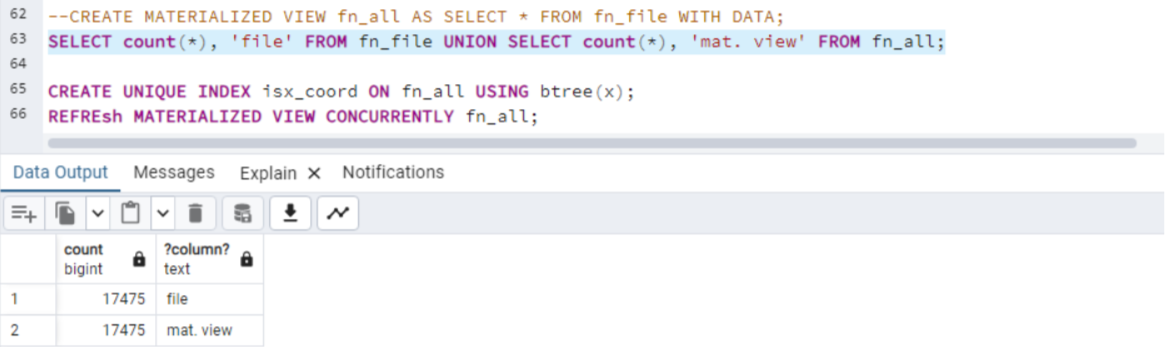 62 --CREATE MATERIALIZED VIEW fn_all AS SELECT * FROM fn_file WITH DATA;
63 SELECT count(*), 'file' FROM fn_file UNION SELECT count(*), 'mat. view' FROM fn_all;
64
65 CREATE UNIQUE INDEX isx_coord ON fn_all USING btree(x);
66 REFREsh MATERIALIZED VIEW CONCURRENTLY fn_all;
Data Output Messages Explain Notifications
count ?column?
bigint text
1 17475 file
2 17475 mat. view